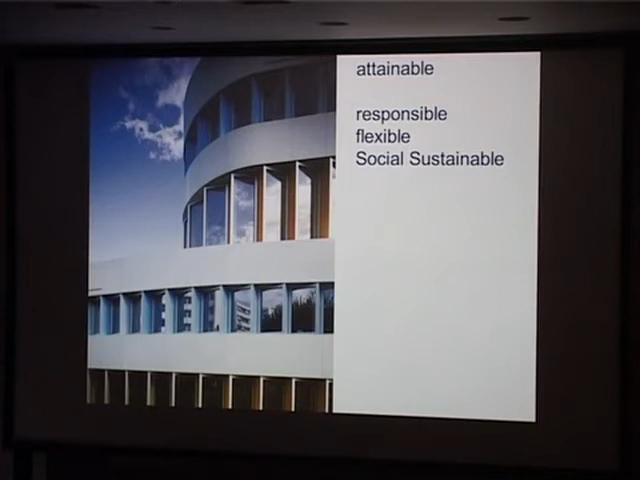 attainable
responsible
flexible
Social Sustainable